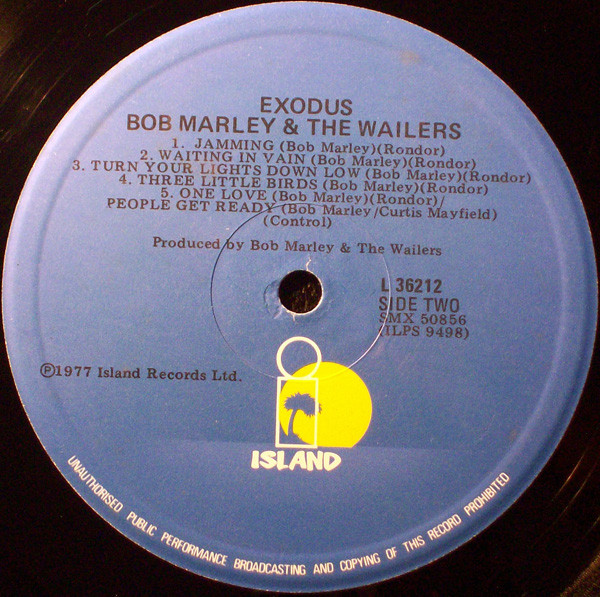 EXODUS
BOB MARLEY & THE WAILERS
1. JAMMING (Bob Marley)(Rondor)
2. WAITING IN VAIN (Bob Marley)(Rondor)
3. TURN YOUR LIGHTS DOWN LOW (Bob Marley)(Rondor)
4. THREE LITTLE BIRDS (Bob Marley)(Rondor)
5. ONE LOVE (Bob Marley)(Rondor)/
PEOPLE GET READY (Bob Marley/Curtis Mayfield)
(Control)
Produced by Bob Marley & The Wailers
L 36212
SIDE TWO
SMX 50856
(ILPS 9498)
℗1977 Island Records Ltd.
ISLAND
UNAUTHORISED PUBLIC PERFORMANCE BROADCASTING AND COPYING OF THIS RECORD PROHIBITED